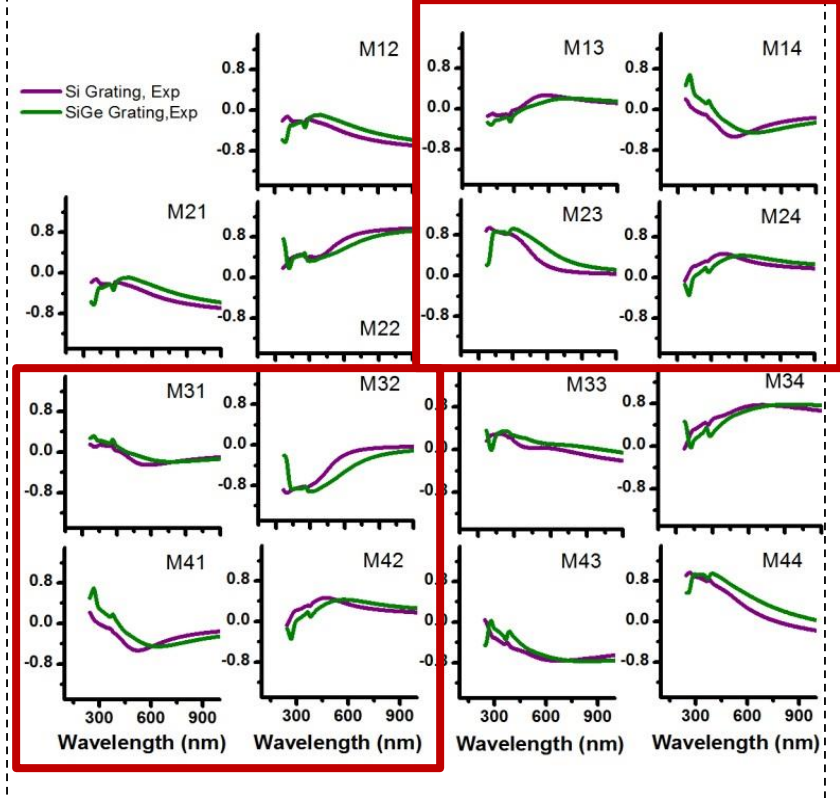 M12 M13 M14
0.8 0.8 0.8
Si Grating, Exp
SiGe Grating,Exp
0.0 0.0 0.0
-0.8 -0.8 -0.8
M21 M23 M24
0.8 0.8 0.8 0.8
0.0 0.0 0.0 0.0
-0.8 -0.8 -0.8 -0.8
M22
M31 M32 M33 M34
0.8 0.8 0.8
0.0 0.0 0.0
-0.8 -0.8 -0.8
M41 M42 M43 M44
0.8 0.8 0.8
0.0 0.0 0.0
-0.8 -0.8 -0.8
300 600 900 300 600 900 300 600 900 300 600 900
Wavelength (nm) Wavelength (nm) Wavelength (nm) Wavelength (nm)